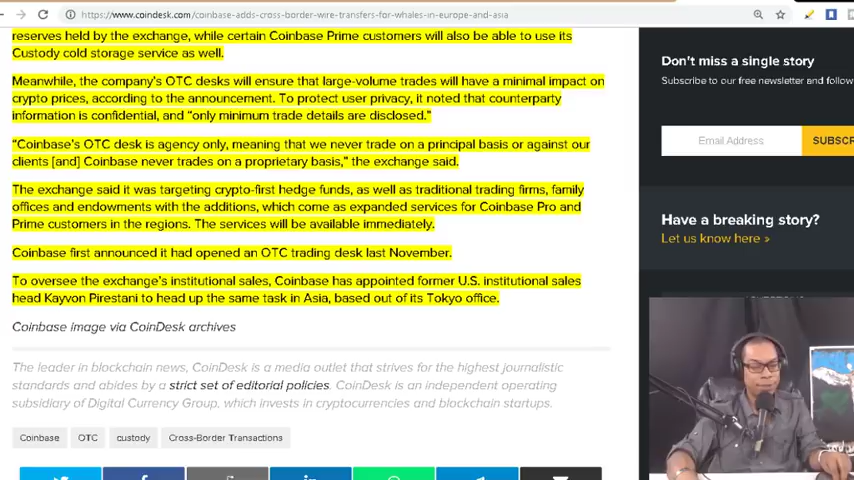 https://www.coindesk.com/coinbase-adds-cross-border-wire-transfers-for-whales-in-europe-and-asia
reserves held by the exchange, while certain Coinbase Prime customers will also be able to use its
Custody cold storage service as well.
Meanwhile, the company's OTC desks will ensure that large-volume trades will have a minimal impact on
crypto prices, according to the announcement. To protect user privacy, it noted that counterparty
information is confidential, and “only minimum trade details are disclosed.”
“Coinbase's OTC desk is agency only, meaning that we never trade on a principal basis or against our
clients [and] Coinbase never trades on a proprietary basis,” the exchange said.
The exchange said it was targeting crypto-first hedge funds, as well as traditional trading firms, family
offices and endowments with the additions, which come as expanded services for Coinbase Pro and
Prime customers in the regions. The services will be available immediately.
Coinbase first announced it had opened an OTC trading desk last November.
To oversee the exchange's institutional sales, Coinbase has appointed former U.S. institutional sales
head Kayvon Pirestani to head up the same task in Asia, based out of its Tokyo office.
Coinbase image via CoinDesk archives
The leader in blockchain news, CoinDesk is a media outlet that strives for the highest journalistic
standards and abides by a strict set of editorial policies. CoinDesk is an independent operating
subsidiary of Digital Currency Group, which invests in cryptocurrencies and blockchain startups.
Coinbase OTC custody Cross-Border Transactions
Don't miss a single story
Subscribe to our free newsletter and follow
Email Address SUBSCR
Have a breaking story?
Let us know here »